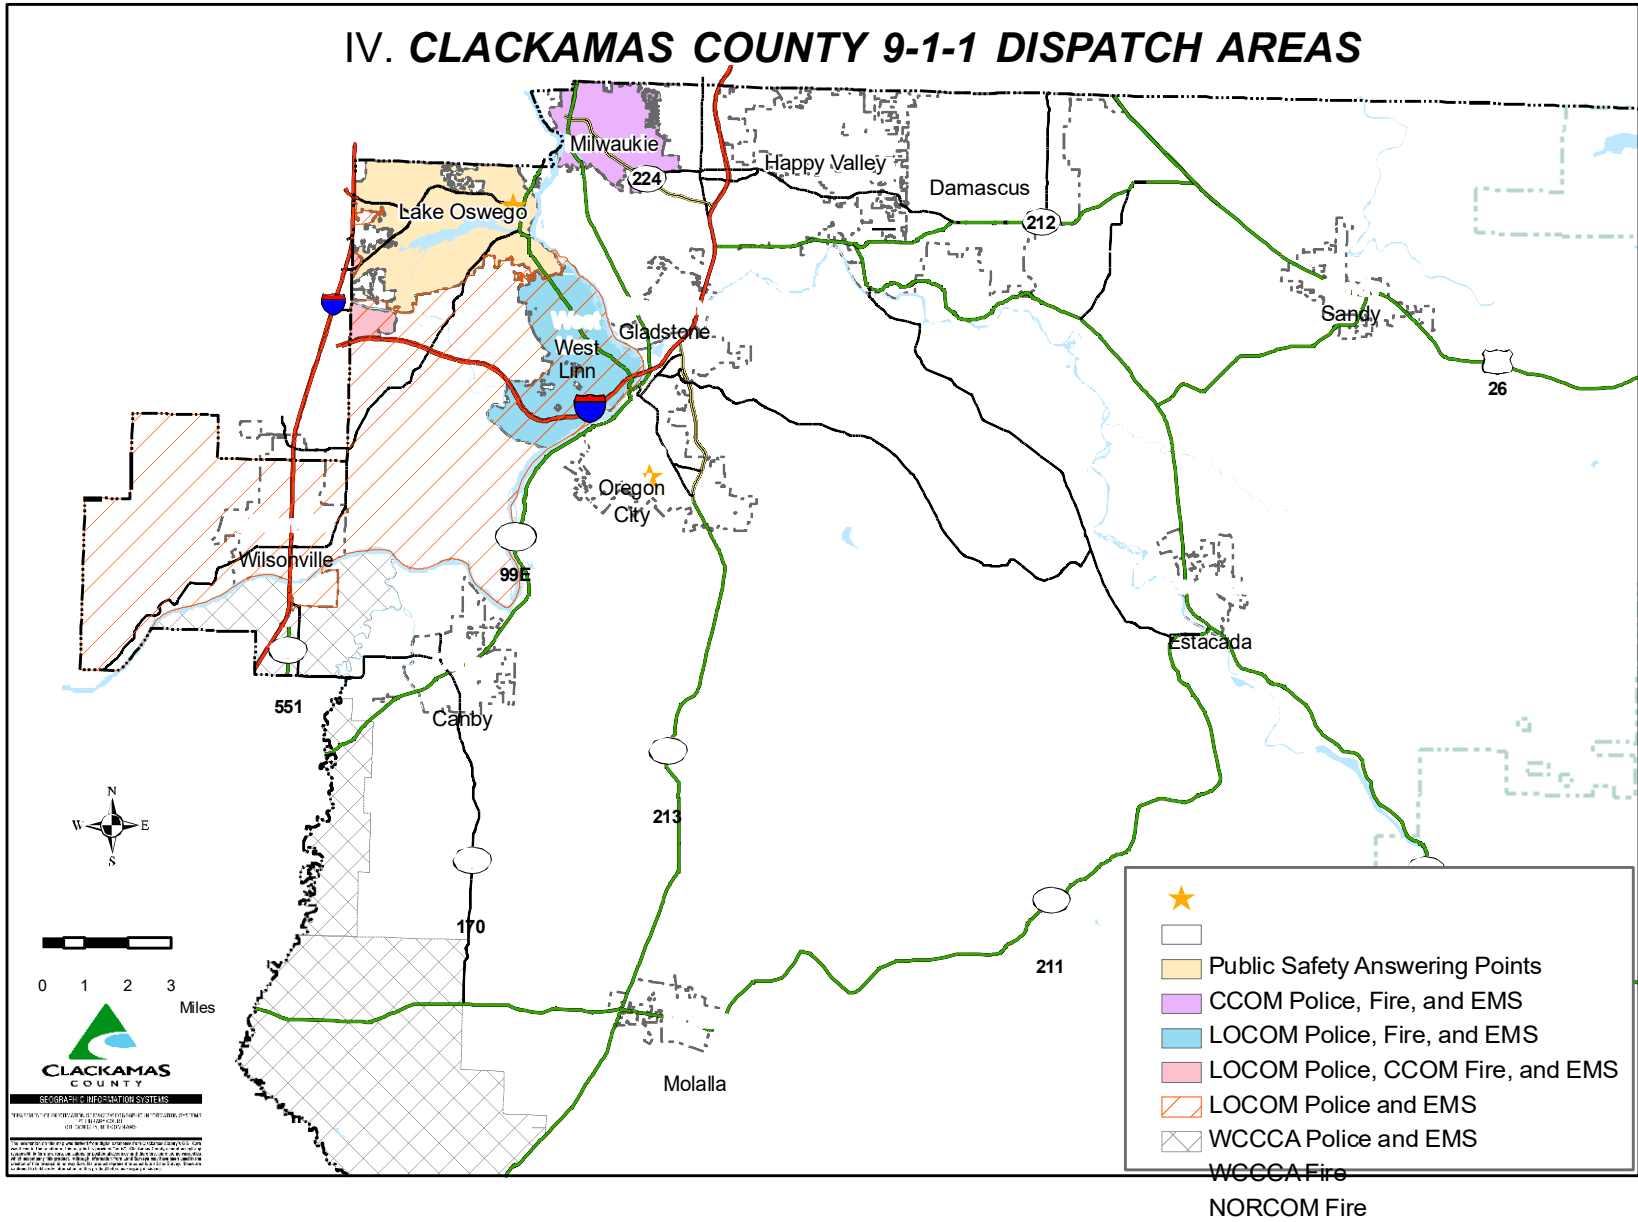 IV. CLACKAMAS COUNTY 9-1-1 DISPATCH AREAS
Milwaukie
Happy Valley
224
Damascus
Lake Oswego
212
Sandy
Gladstone
West
Linn
26
Oregon
City
Wilsonville
99E
Estacada
551
Canby
N
W E
S
213
170
211
0 1 2 3
Miles
Molalla
CLACKAMAS
COUNTY
GEOGRAPHIC INFORMATION SYSTEMS
Public Safety Answering Points
CCOM Police, Fire, and EMS
LOCOM Police, Fire, and EMS
LOCOM Police, CCOM Fire, and EMS
LOCOM Police and EMS
WCCCA Police and EMS
WCCCA Fire
NORCOM Fire